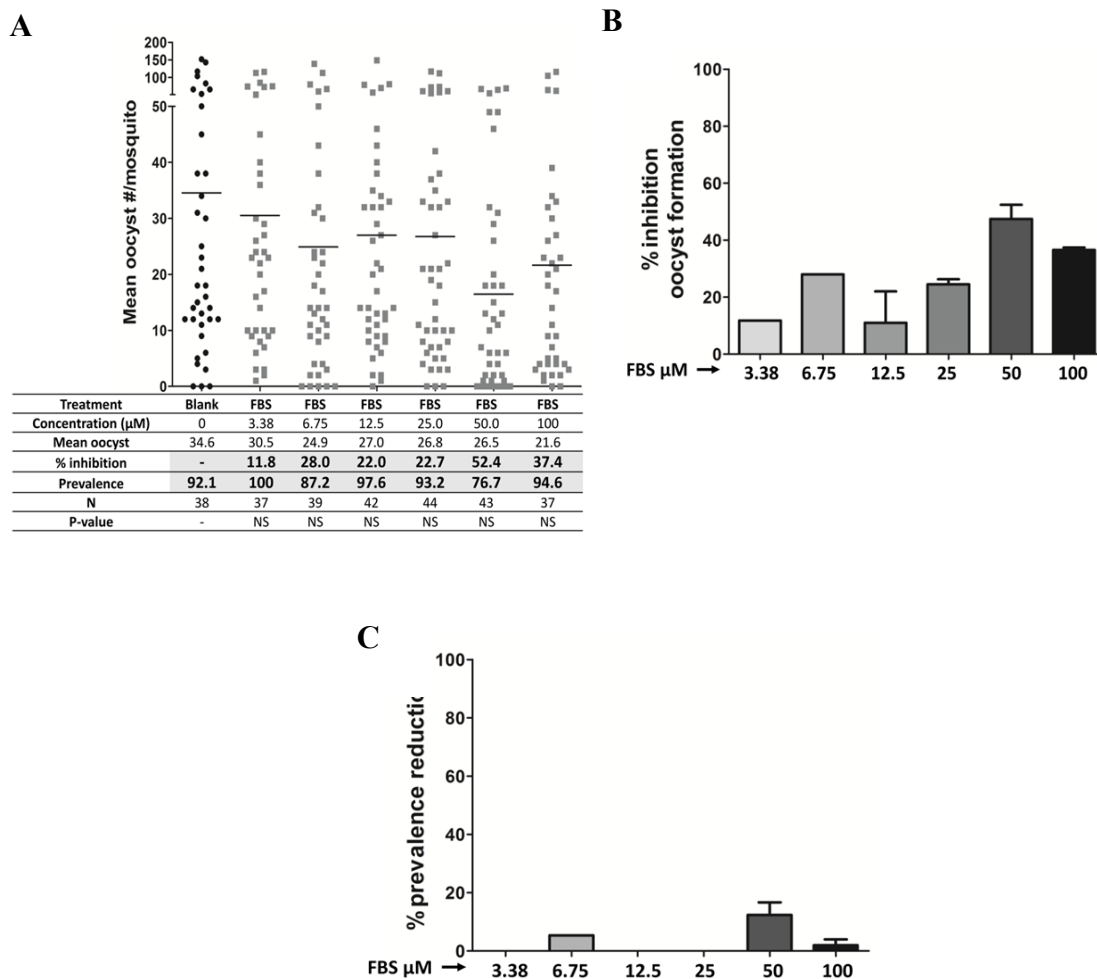 A
Mean oocyst #/mosquito
200
150
100
50
40
30
20
10
0
Treatment Blank FBS FBS FBS FBS FBS FBS
Concentration (μM) 0 3.38 6.75 12.5 25.0 50.0 100
Mean oocyst 34.6 30.5 24.9 27.0 26.8 26.5 21.6
% inhibition - 11.8 28.0 22.0 22.7 52.4 37.4
Prevalence 92.1 100 87.2 97.6 93.2 76.7 94.6
N 38 37 39 42 44 43 37
P-value - NS NS NS NS NS NS
B
% inhibition
oocyst formation
100
80
60
40
20
0
FBS μM → 3.38 6.75 12.5 25 50 100
C
% prevalence reductio
100
80
60
40
20
0
FBS μM → 3.38 6.75 12.5 25 50 100